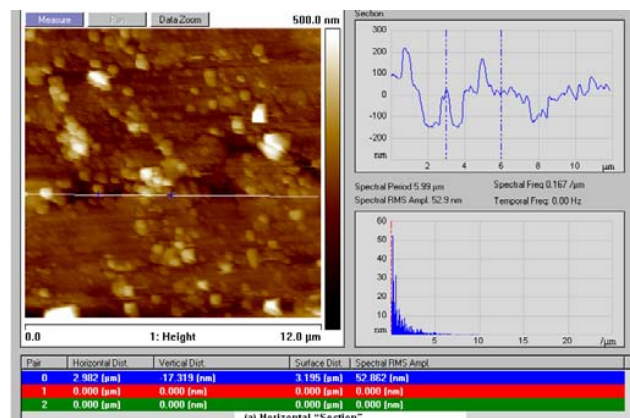 Measure Run Data Zoom
500.0 nm
0.0 1: Height 12.0 µm
Section
300
200
100
0
-100
-200
nm
2 4 6 8 10
Spectral Period 5.99 µm Spectral Freq 0.167 /µm
Spectral RMS Ampl. 52.9 nm Temporal Freq: 0.00 Hz
60
50
40
30
20
10
nm
5 10 15 20 /µm
Pair Horizontal Dist. Vertical Dist. Surface Dist. Spectral RMS Ampl.
0 2.982 (µm) -17.319 (nm) 3.195 (µm) 52.862 (nm)
1 0.000 (µm) 0.000 (nm) 0.000 (µm) 0.000 (nm)
2 0.000 (µm) 0.000 (nm) 0.000 (µm) 0.000 (nm)
(a) Horizontal "Section"